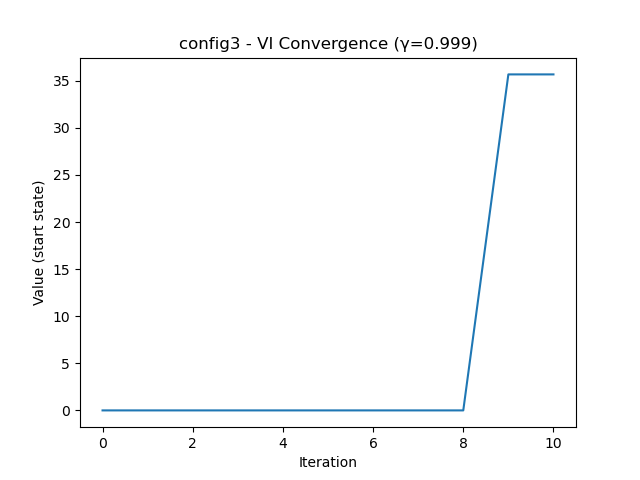 config3 - VI Convergence (γ=0.999)
Value (start state)
35
30
25
20
15
10
5
0
0 2 4 6 8 10
Iteration